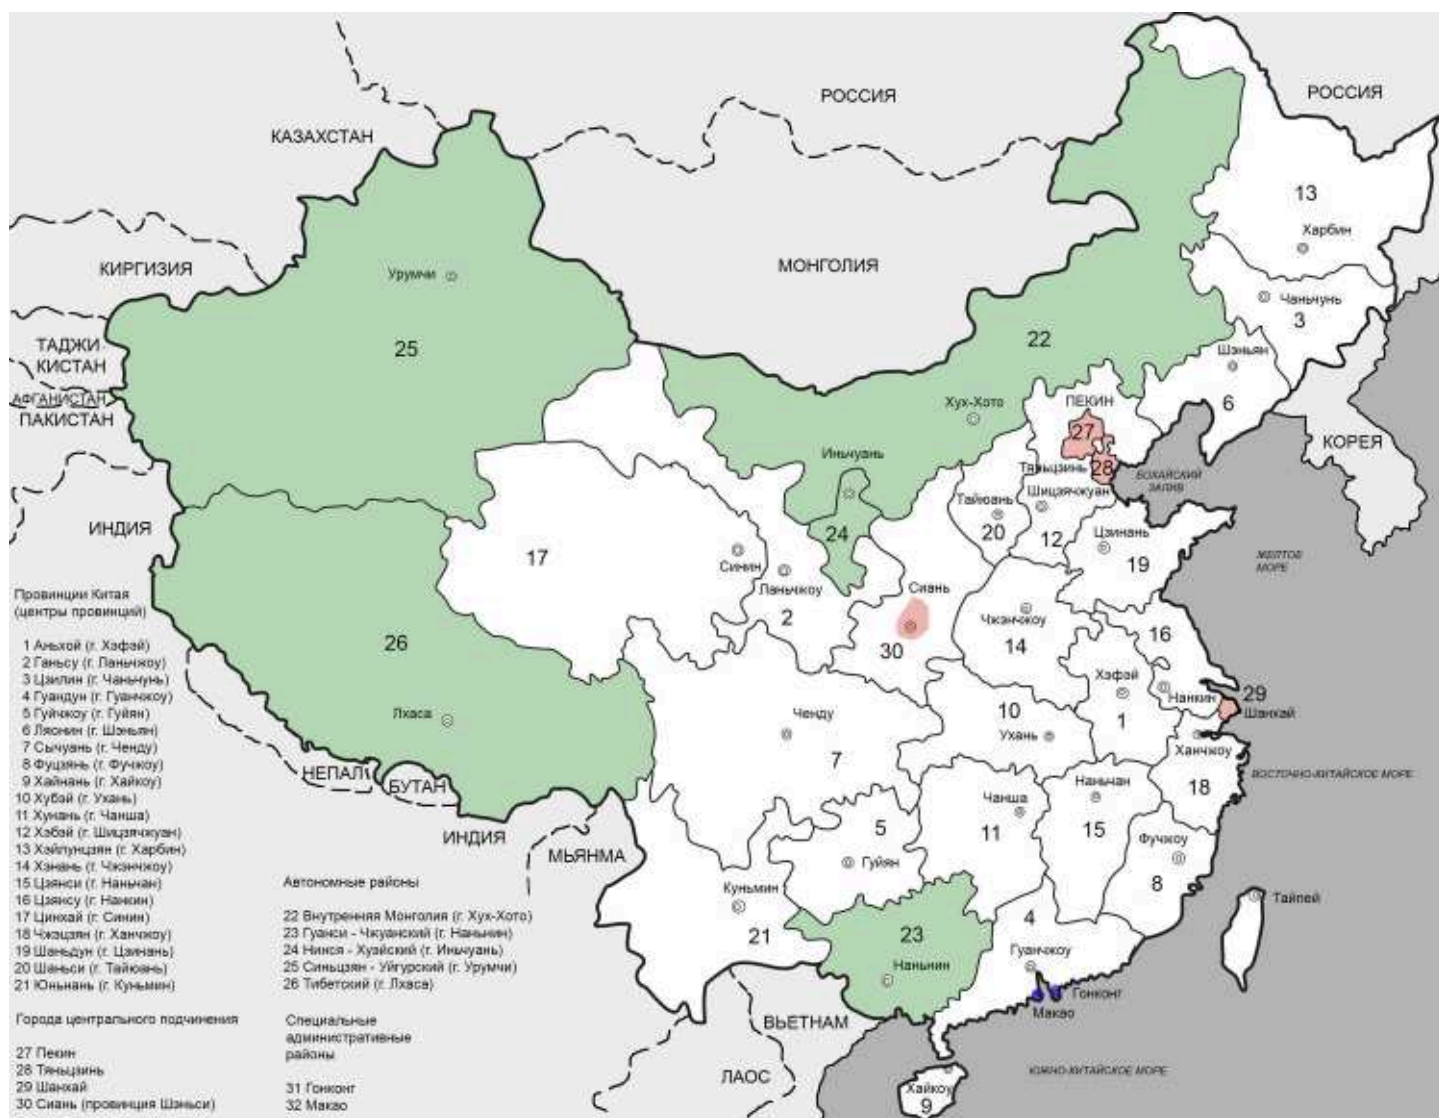 РОССИЯ
РОССИЯ
КАЗАХСТАН
13
Харбин
КИРГИЗИЯ
Урумчи
МОНГОЛИЯ
Чаньчунь
3
ТАДЖИ-
КИСТАН
25
22
Шэньян
АФГАНИСТАН
ПАКИСТАН
Хух-Хото
ПЕКИН
6
27
КОРЕЯ
Иньчуань
Тяньцзинь
28
БОХАЙСКИЙ
ЗАЛИВ
Шицзячжуан
Тайюань
ИНДИЯ
24
20
12
Цзинань
17
Синин
19
ЖЕЛТОЕ
МОРЕ
Ланьчжоу
2
Сиань
Чжэнчжоу
14
16
30
26
Хэфэй
1
Нанкин
29
Шанхай
Лхаса
Ченду
7
10
Ухань
Ханчжоу
18
ВОСТОЧНО-КИТАЙСКОЕ МОРЕ
НЕПАЛ
БУТАН
ИНДИЯ
МЬЯНМА
Чанша
11
Наньчан
15
5
Гуйян
Фучжоу
8
Куньмин
21
23
Наньнин
4
Гуанчжоу
Тайпей
Гонконг
Макао
ВЬЕТНАМ
ЛАОС
ЮЖНО-КИТАЙСКОЕ МОРЕ
Хайкоу
9
Провинции Китая
(центры провинций)
1 Аньхой (г. Хэфэй)
2 Ганьсу (г. Ланьчжоу)
3 Цзилин (г. Чаньчунь)
4 Гуандун (г. Гуанчжоу)
5 Гуйчжоу (г. Гуйян)
6 Ляонин (г. Шэньян)
7 Сычуань (г. Ченду)
8 Фуцзянь (г. Фучжоу)
9 Хайнань (г. Хайкоу)
10 Хубэй (г. Ухань)
11 Хунань (г. Чанша)
12 Хэбэй (г. Шицзячжуан)
13 Хэйлунцзян (г. Харбин)
14 Хэнань (г. Чжэнчжоу)
15 Цзянси (г. Наньчан)
16 Цзянсу (г. Нанкин)
17 Цинхай (г. Синин)
18 Чжэцзян (г. Ханчжоу)
19 Шаньдун (г. Цзинань)
20 Шаньси (г. Тайюань)
21 Юньнань (г. Куньмин)
Автономные районы
22 Внутренняя Монголия (г. Хух-Хото)
23 Гуанси - Чжуанский (г. Наньнин)
24 Нинся - Хуэйский (г. Иньчуань)
25 Синьцзян - Уйгурский (г. Урумчи)
26 Тибетский (г. Лхаса)
Города центрального подчинения
27 Пекин
28 Тяньцзинь
29 Шанхай
30 Сиань (провинция Шэньси)
Специальные
административные
районы
31 Гонконг
32 Макао